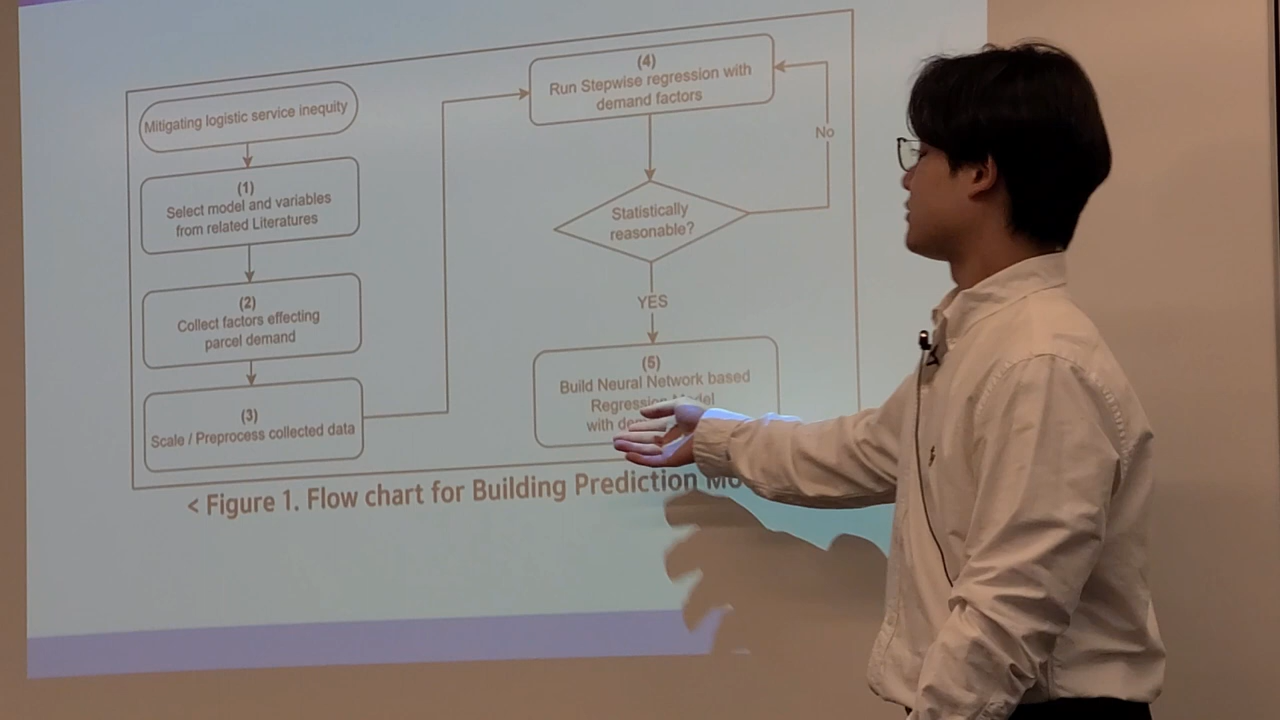 Mitigating logistic service inequity
(1)
Select model and variables
from related Literatures
(2)
Collect factors effecting
parcel demand
(3)
Scale / Preprocess collected data
(4)
Run Stepwise regression with
demand factors
No
Statistically
reasonable?
YES
(5)
Build Neural Network based
Regression Model
with
< Figure 1. Flow chart for Building Prediction